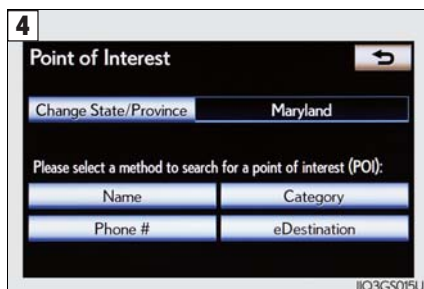 4
Point of Interest
Change State/Province Maryland
Please select a method to search for a point of interest (POI):
Name Category
Phone # eDestination
IIO3GS015U